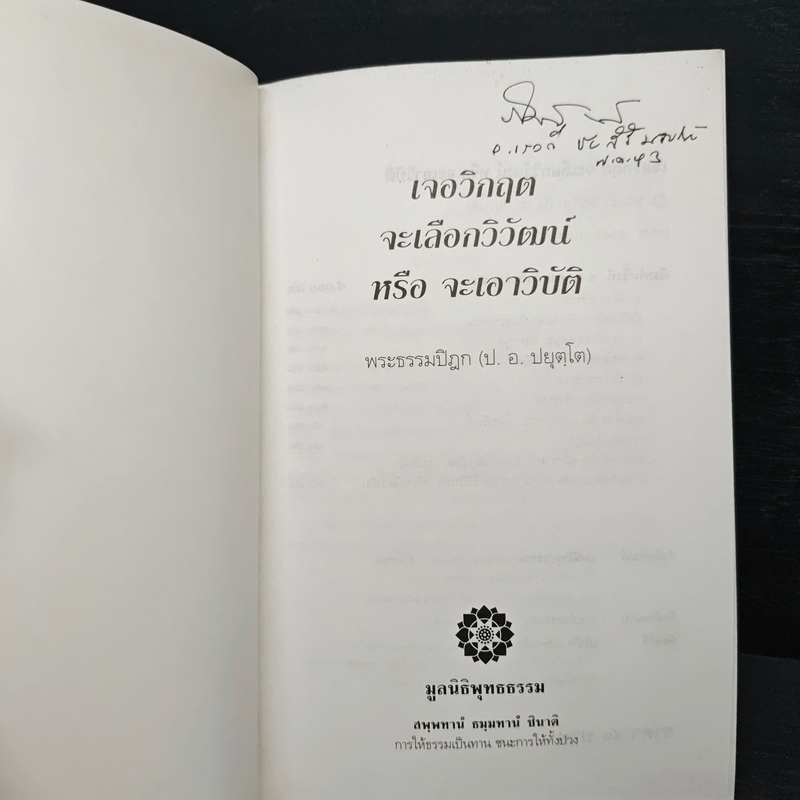 เจอวิกฤต
จะเลือกวิวัฒน์
หรือ จะเอาวิบัติ
พระธรรมปิฎก (ป. อ. ปยุตฺโต)
มูลนิธิพุทธธรรม
สพฺพทานํ ธมฺมทานํ ชินาติ
การให้ธรรมเป็นทาน ชนะการให้ทั้งปวง